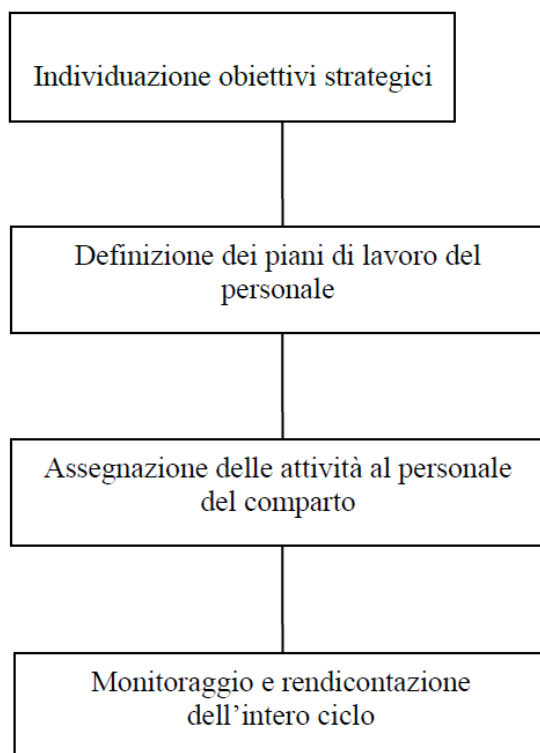 Individuazione obiettivi strategici
Definizione dei piani di lavoro del
personale
Assegnazione delle attività al personale
del comparto
Monitoraggio e rendicontazione
dell’intero ciclo